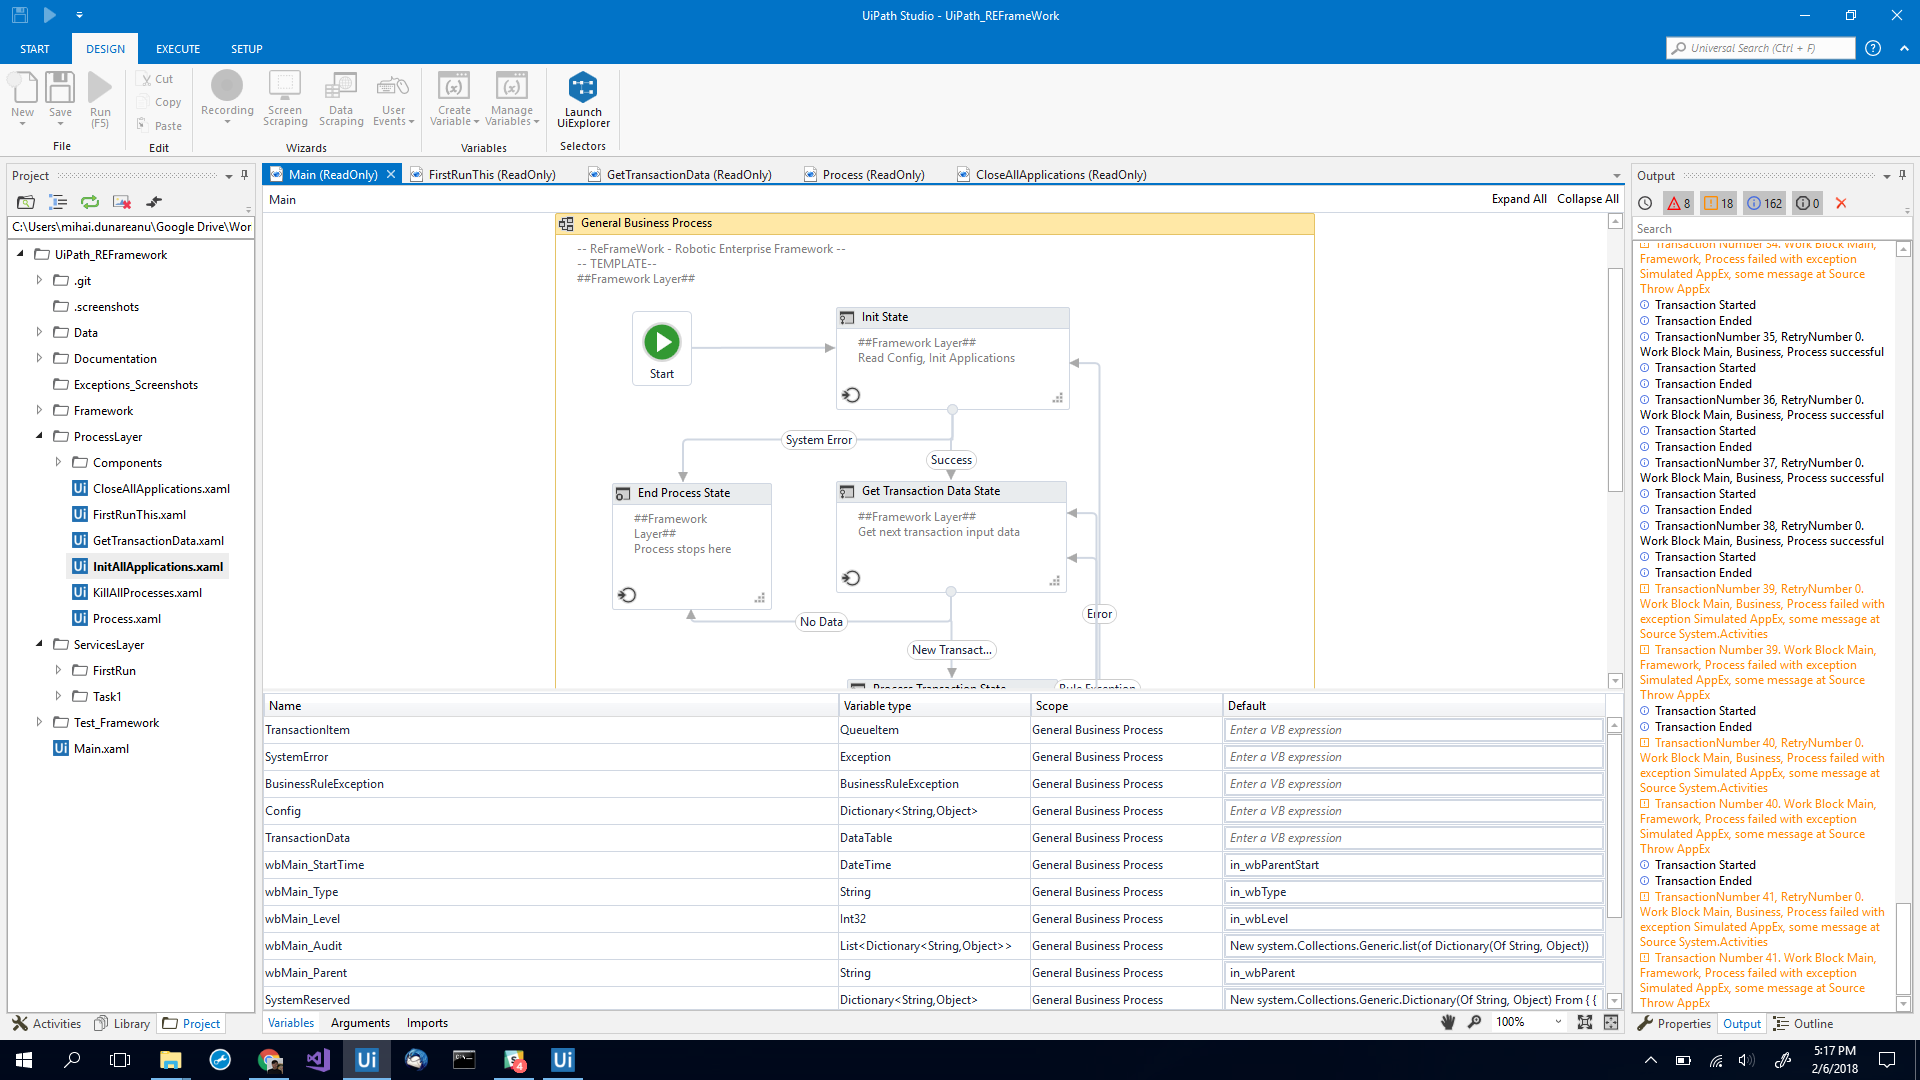 UiPath Studio - UiPath_REFrameWork
START DESIGN EXECUTE SETUP
Universal Search (Ctrl + F)
New
Save
Run
(F5)
File
Cut
Copy
Paste
Edit
Recording
Screen
Scraping
Data
Scraping
User
Events
Wizards
Create
Variable
Manage
Variables
Variables
Launch
UiExplorer
Selectors
Project
C:\Users\mihai.dunareanu\Google Drive\Wor
UiPath_REFramework
.git
.screenshots
Data
Documentation
Exceptions_Screenshots
Framework
ProcessLayer
Components
CloseAllApplications.xaml
FirstRunThis.xaml
GetTransactionData.xaml
InitAllApplications.xaml
KillAllProcesses.xaml
Process.xaml
ServicesLayer
FirstRun
Task1
Test_Framework
Main.xaml
Activities Library Project
Main (ReadOnly) FirstRunThis (ReadOnly) GetTransactionData (ReadOnly) Process (ReadOnly) CloseAllApplications (ReadOnly)
Main Expand All Collapse All
General Business Process
-- ReFrameWork - Robotic Enterprise Framework --
-- TEMPLATE--
##Framework Layer##
Start
Init State
##Framework Layer##
Read Config, Init Applications
System Error
Success
End Process State
##Framework
Layer##
Process stops here
Get Transaction Data State
##Framework Layer##
Get next transaction input data
Error
No Data
New Transact...
Process Transaction State
Rule Exception
Name Variable type Scope Default
TransactionItem QueueItem General Business Process Enter a VB expression
SystemError Exception General Business Process Enter a VB expression
BusinessRuleException BusinessRuleException General Business Process Enter a VB expression
Config Dictionary<String,Object> General Business Process Enter a VB expression
TransactionData DataTable General Business Process Enter a VB expression
wbMain_StartTime DateTime General Business Process in_wbParentStart
wbMain_Type String General Business Process in_wbType
wbMain_Level Int32 General Business Process in_wbLevel
wbMain_Audit List<Dictionary<String,Object>> General Business Process New system.Collections.Generic.list(of Dictionary(Of String, Object))
wbMain_Parent String General Business Process in_wbParent
SystemReserved Dictionary<String,Object> General Business Process New system.Collections.Generic.Dictionary(Of String, Object) From { {
Variables Arguments Imports 100%
Output
8 18 162 0
Search
Transaction Number 34. Work Block Main,
Framework, Process failed with exception
Simulated AppEx, some message at Source
Throw AppEx
Transaction Started
Transaction Ended
TransactionNumber 35, RetryNumber 0.
Work Block Main, Business, Process successful
Transaction Started
Transaction Ended
TransactionNumber 36, RetryNumber 0.
Work Block Main, Business, Process successful
Transaction Started
Transaction Ended
TransactionNumber 37, RetryNumber 0.
Work Block Main, Business, Process successful
Transaction Started
Transaction Ended
TransactionNumber 38, RetryNumber 0.
Work Block Main, Business, Process successful
Transaction Started
Transaction Ended
TransactionNumber 39, RetryNumber 0.
Work Block Main, Business, Process failed with
exception Simulated AppEx, some message at
Source System.Activities
Transaction Number 39. Work Block Main,
Framework, Process failed with exception
Simulated AppEx, some message at Source
Throw AppEx
Transaction Started
Transaction Ended
TransactionNumber 40, RetryNumber 0.
Work Block Main, Business, Process failed with
exception Simulated AppEx, some message at
Source System.Activities
Transaction Number 40. Work Block Main,
Framework, Process failed with exception
Simulated AppEx, some message at Source
Throw AppEx
Transaction Started
Transaction Ended
TransactionNumber 41, RetryNumber 0.
Work Block Main, Business, Process failed with
exception Simulated AppEx, some message at
Source System.Activities
Transaction Number 41. Work Block Main,
Framework, Process failed with exception
Simulated AppEx, some message at Source
Throw AppEx
Properties Output Outline
Ui 4 Ui
5:17 PM
2/6/2018